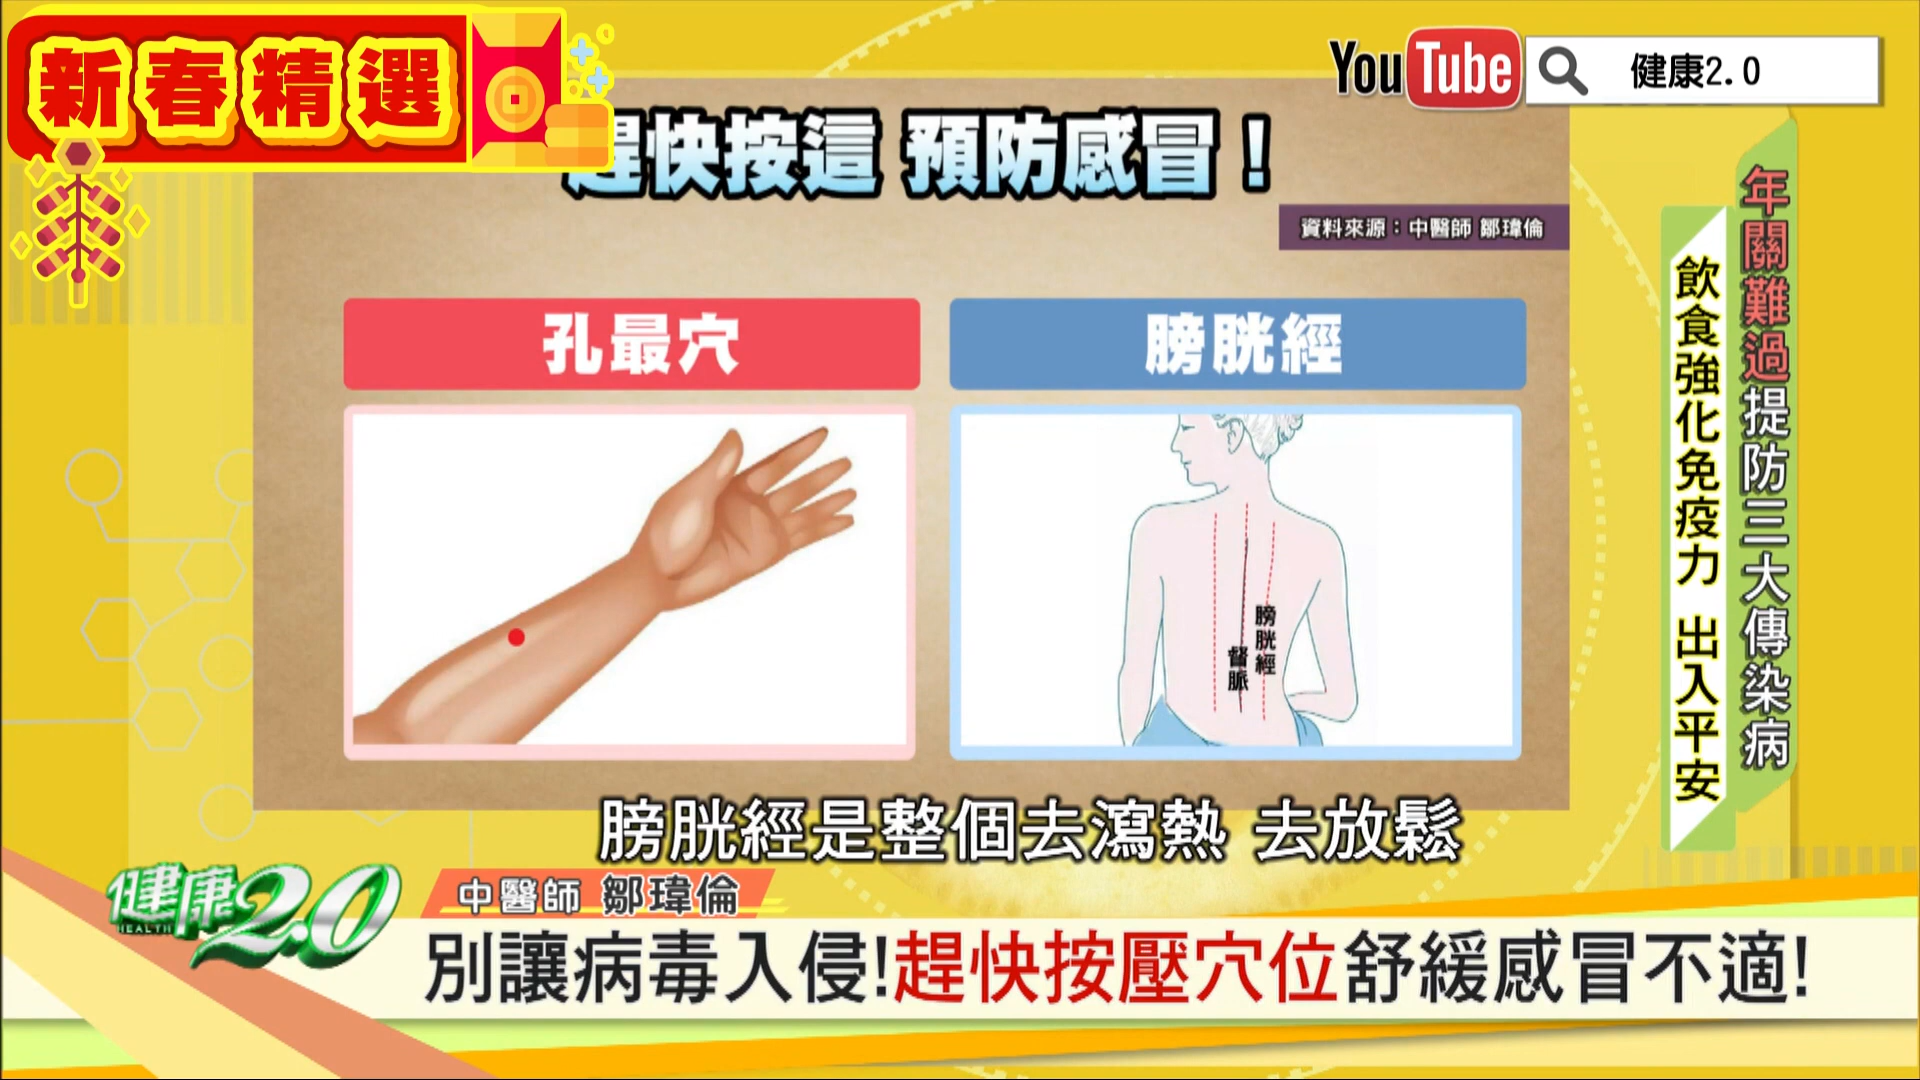 新春精選
YouTube 健康2.0
趕快按這 預防感冒！
資料來源：中醫師 鄒瑋倫
孔最穴
膀胱經
膀胱經
督脈
年關難過提防三大傳染病
飲食強化免疫力 出入平安
膀胱經是整個去瀉熱 去放鬆
健康2.0
HEALTH
中醫師 鄒瑋倫
別讓病毒入侵!趕快按壓穴位舒緩感冒不適!